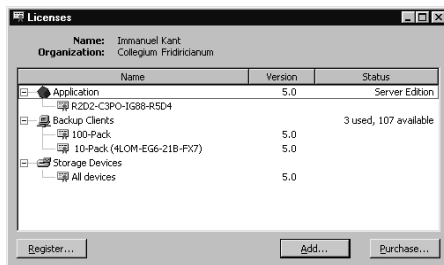 Licenses
Name: Immanuel Kant
Organization: Collegium Fridiricianum
Name Version Status
Application 5.0 Server Edition
R2D2-C3PO-IG88-R5D4
Backup Clients 3 used, 107 available
100-Pack 5.0
10-Pack (4LOM-EG6-21B-FX7) 5.0
Storage Devices
All devices 5.0
Register... Add... Purchase...